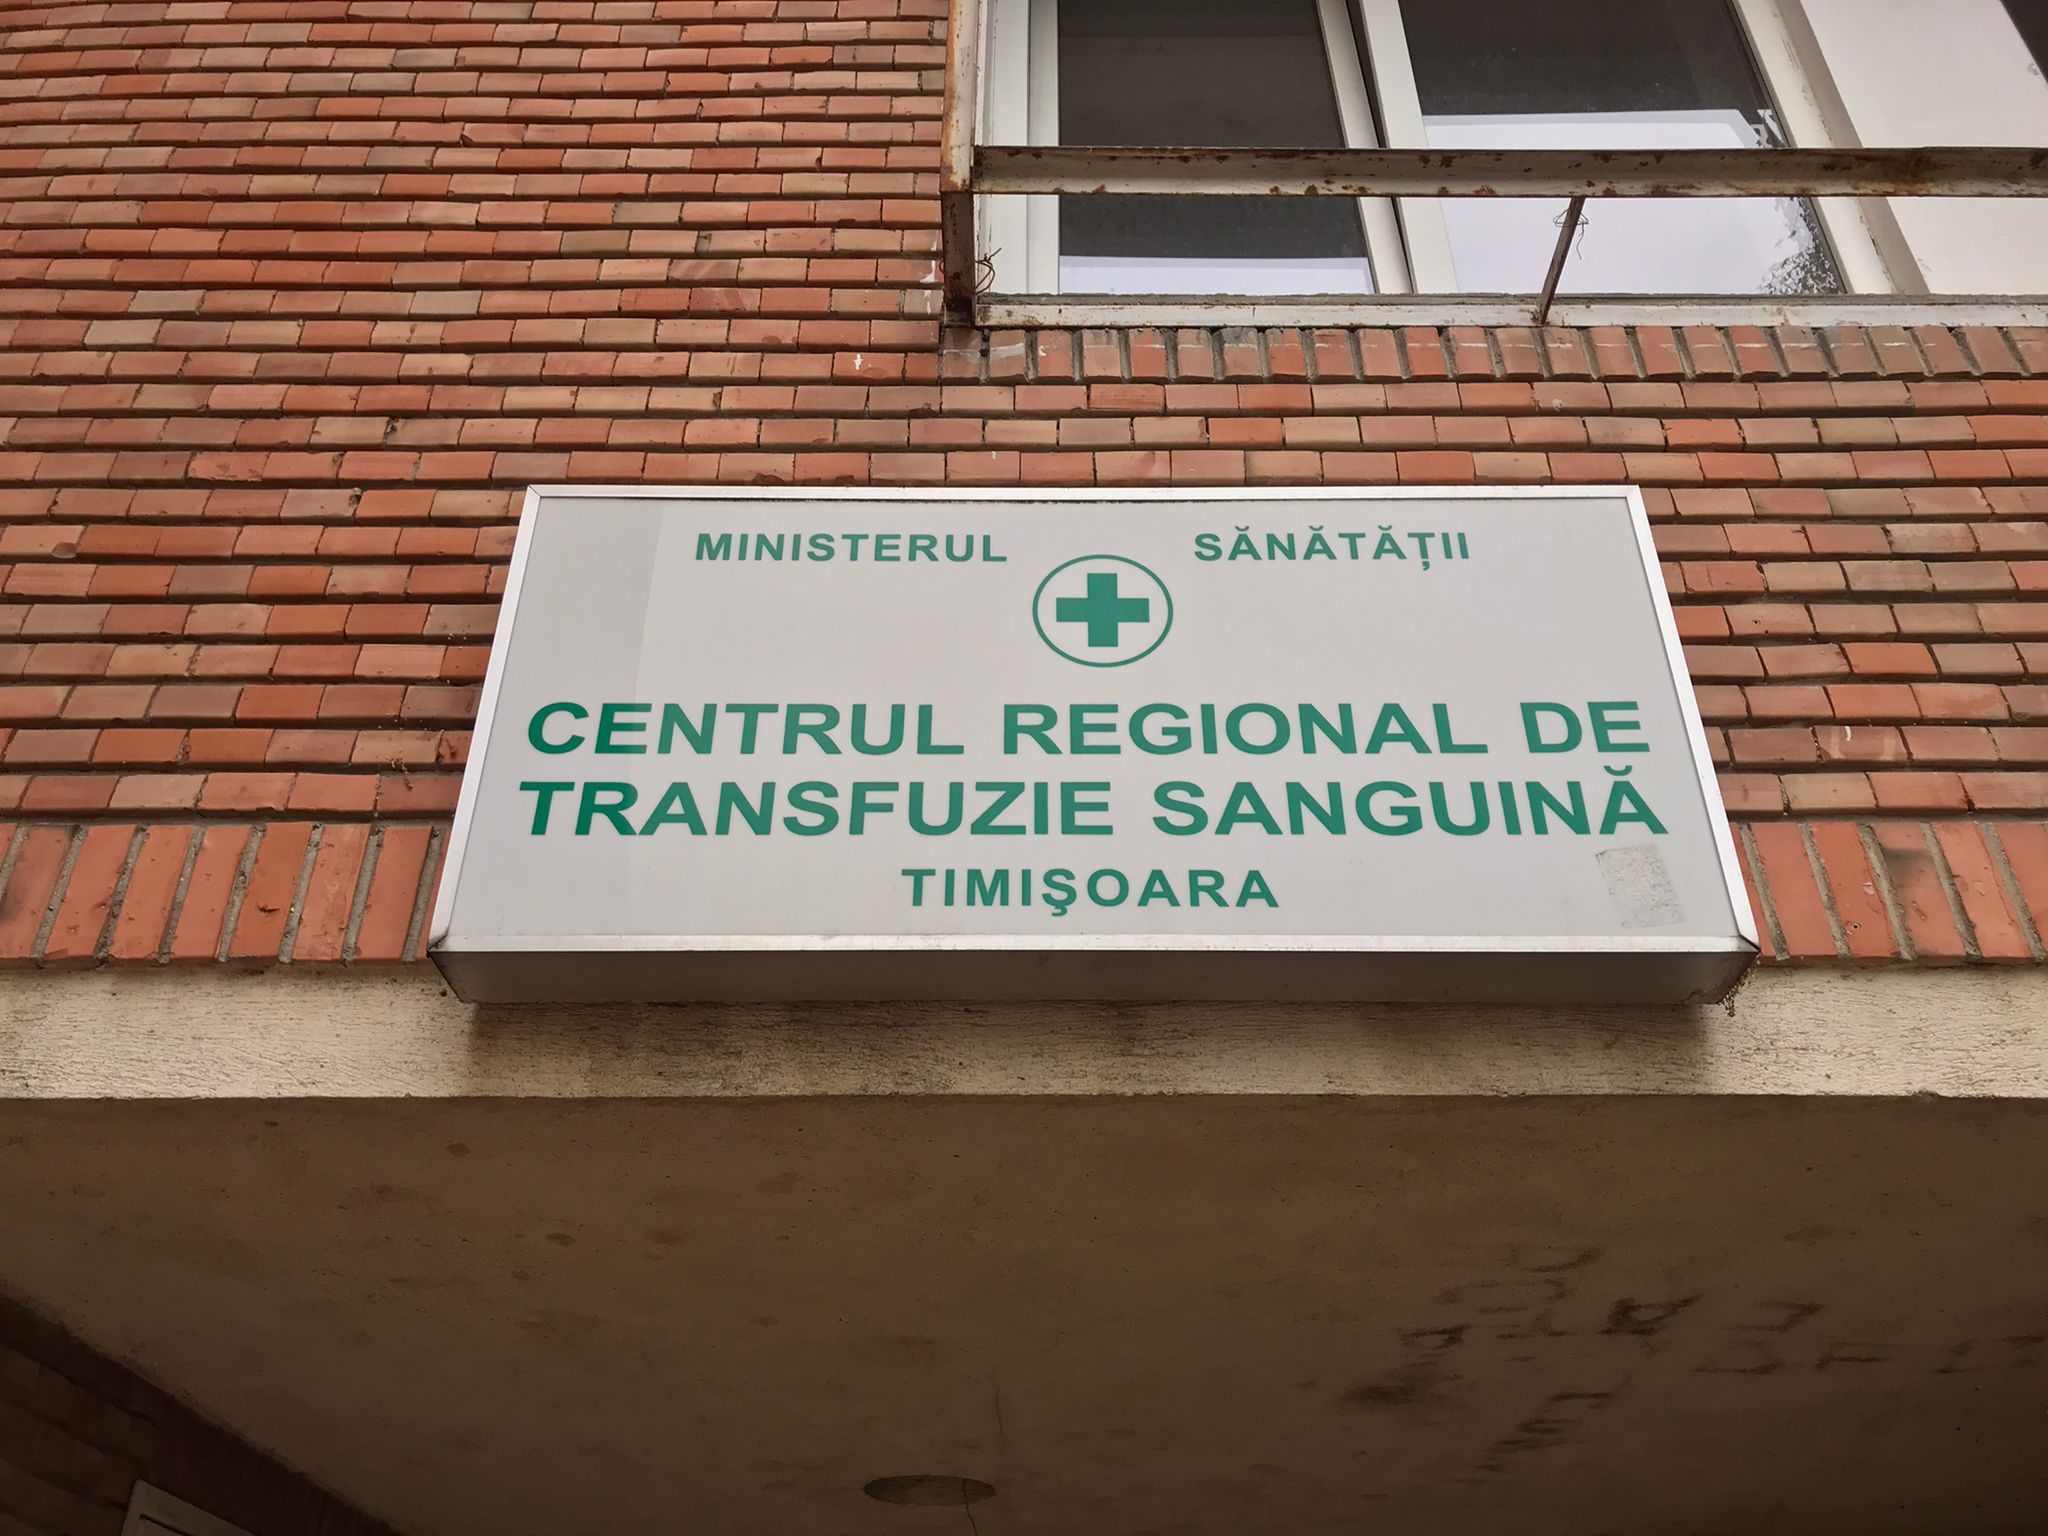 MINISTERUL SĂNĂTĂȚII
CENTRUL REGIONAL DE
TRANSFUZIE SANGUINĂ
TIMIŞOARA